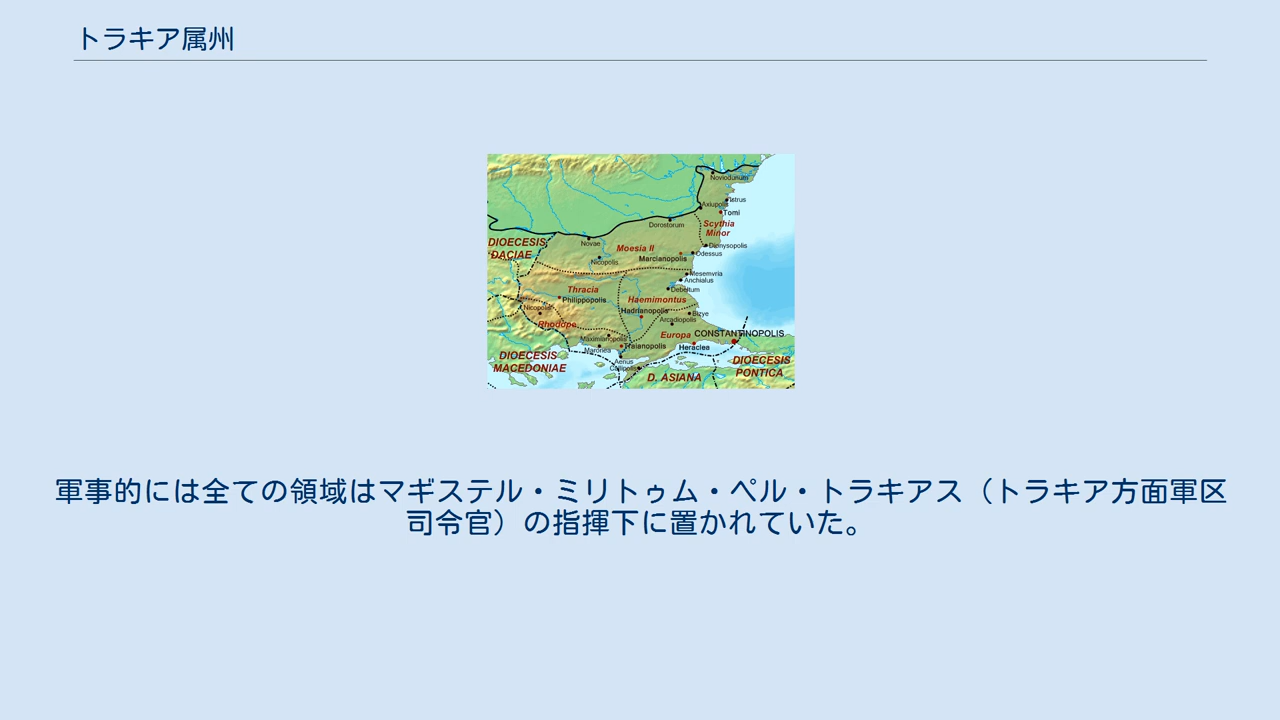 トラキア属州
Noviodunum
Istrus
Axiupolis
Tomi
Scythia
Minor
Dorostorum
DIOECESIS
DACIAE
Novae
Moesia II
Dionysopolis
Odessus
Marcianopolis
Nicopolis
Mesemvria
Anchialus
Debeltum
Thracia
Philippopolis
Haemimontus
Nicopolis
Hadrianopolis
Bizye
Arcadiopolis
Rhodope
Europa
CONSTANTINOPOLIS
Maximianopolis
Traianopolis
Heraclea
Maronea
DIOECESIS
MACEDONIAE
Aenus
Callipolis
D. ASIANA
DIOECESIS
PONTICA
軍事的には全ての領域はマギステル・ミリトゥム・ペル・トラキアス（トラキア方面軍区
司令官）の指揮下に置かれていた。